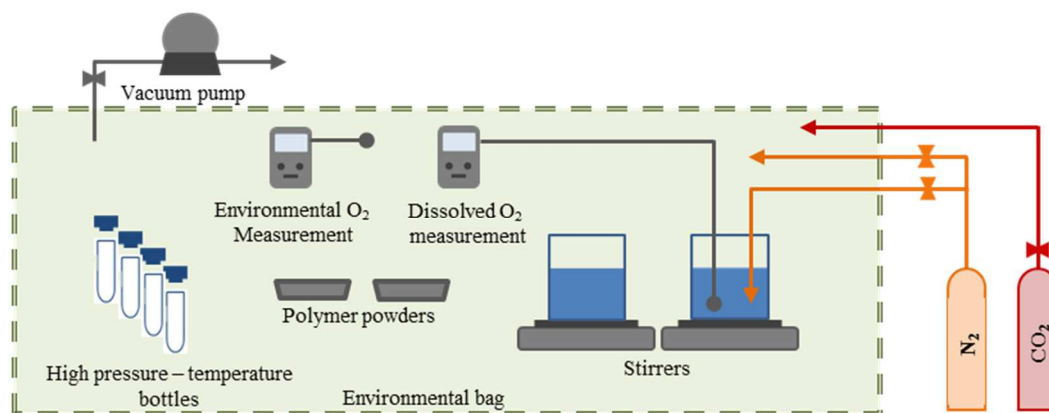 Vacuum pump
Environmental O₂
Measurement
Dissolved O₂
measurement
Polymer powders
High pressure – temperature
bottles
Stirrers
Environmental bag
N₂
CO₂